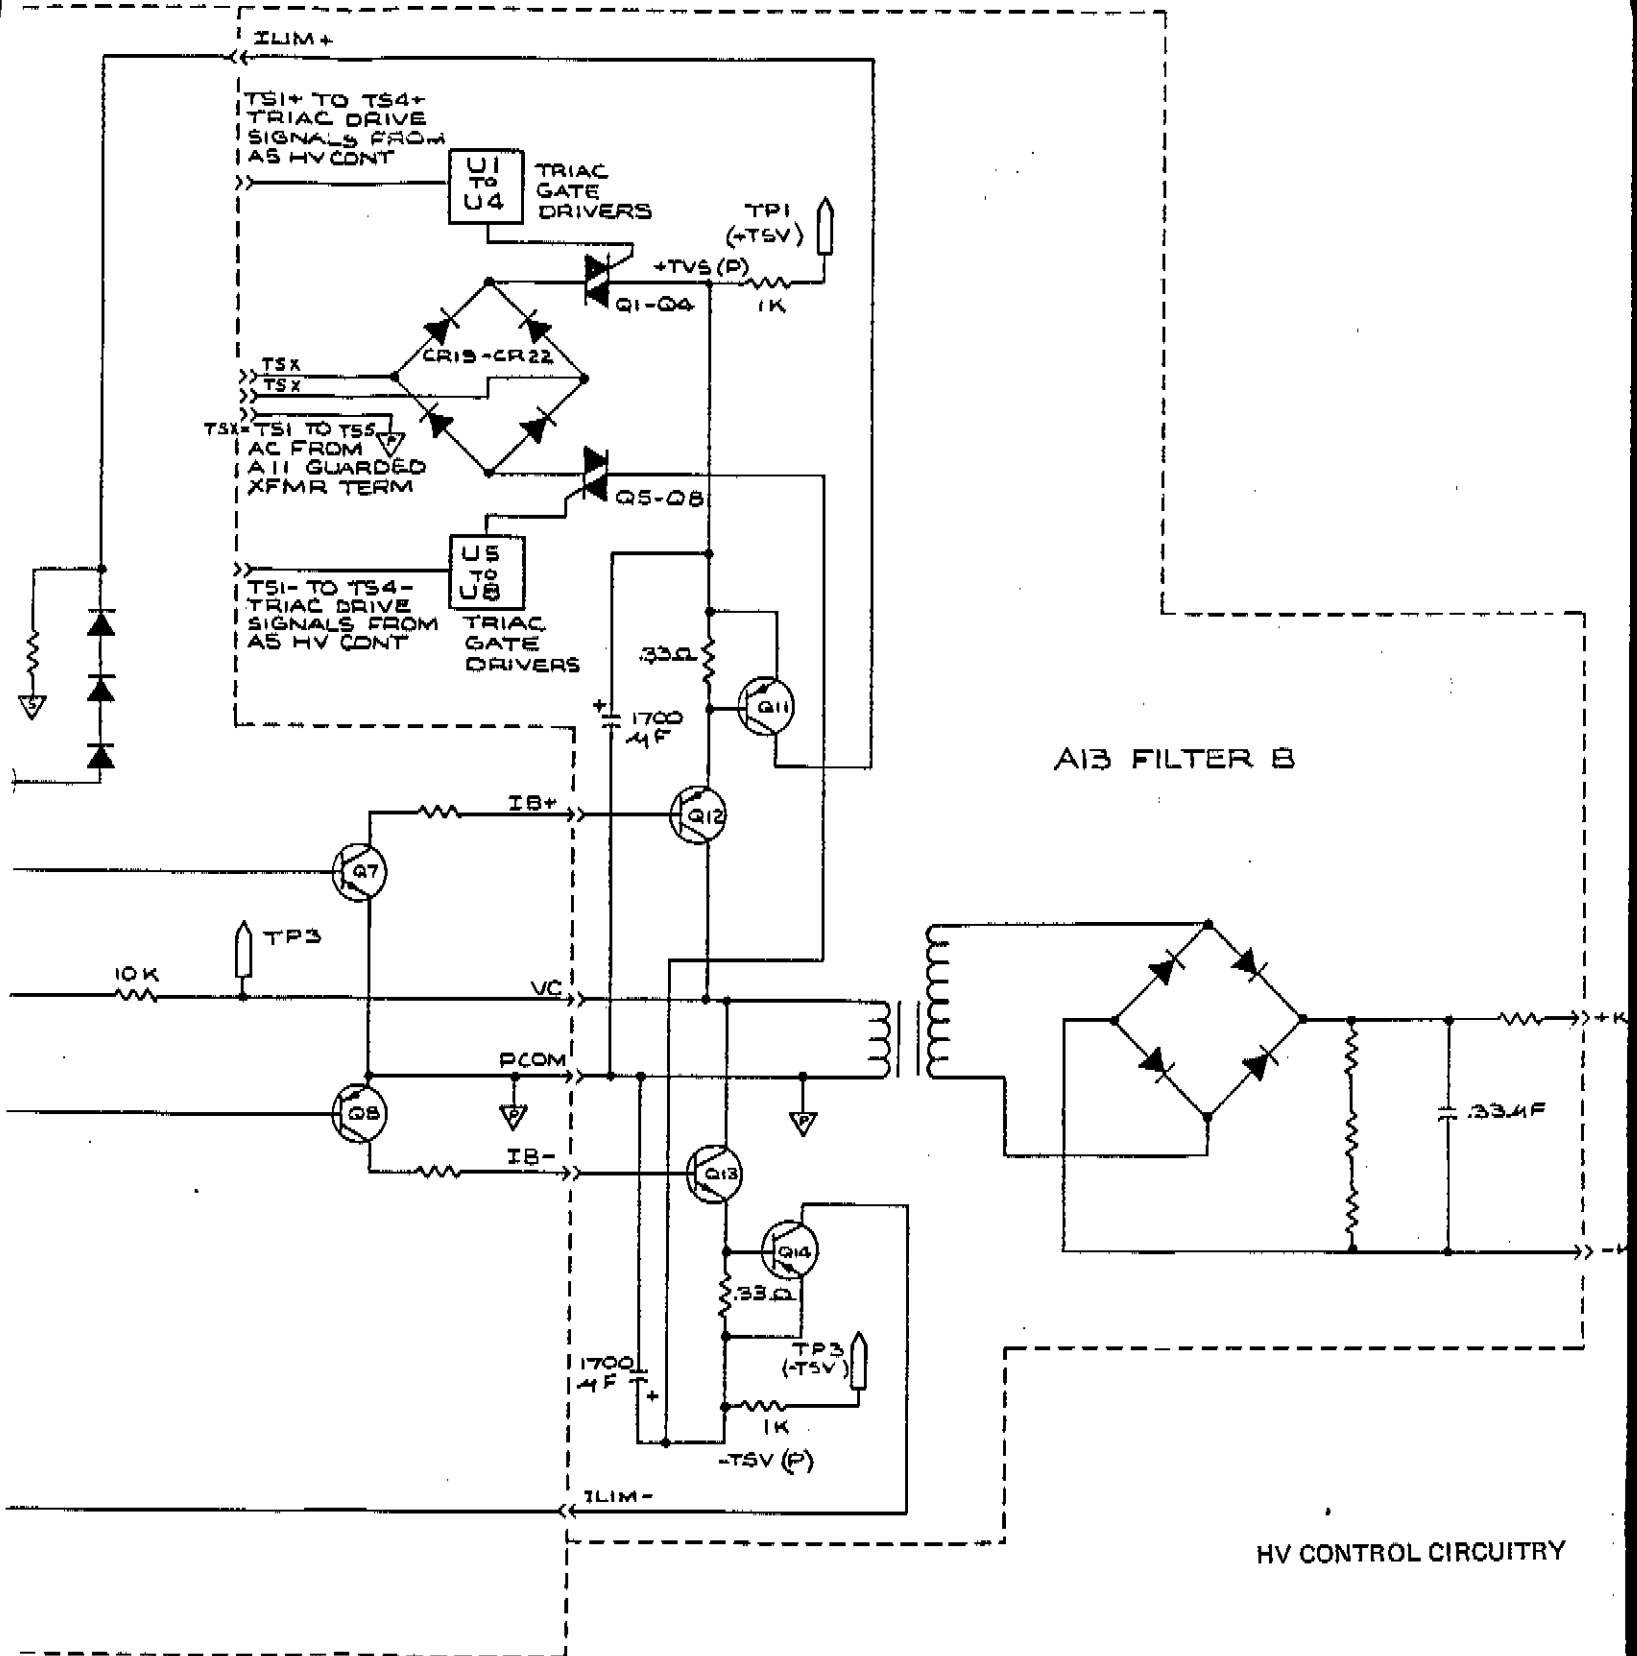 ILIM+
TS1+ TO TS4+
TRIAC DRIVE
SIGNALS FROM
A5 HV CONT
U1
TO
U4
TRIAC
GATE
DRIVERS
TP1
(+TSV)
+TVS (P)
1K
Q1-Q4
CR19-CR22
TSX
TSX
P
TSX=TS1 TO TS5
AC FROM
A11 GUARDED
XFMR TERM
Q5-Q8
U5
TO
U8
TS1- TO TS4-
TRIAC DRIVE
SIGNALS FROM
A5 HV CONT
TRIAC
GATE
DRIVERS
.33Ω
S
Q11
+
1700
µF
A13 FILTER B
IB+
Q12
Q7
TP3
10K
VC
+K
PCOM
P
P
Q8
.33µF
IB-
Q13
Q14
.33Ω
TP3
(-TSV)
1700
µF
+
1K
-TSV (P)
ILIM-
HV CONTROL CIRCUITRY